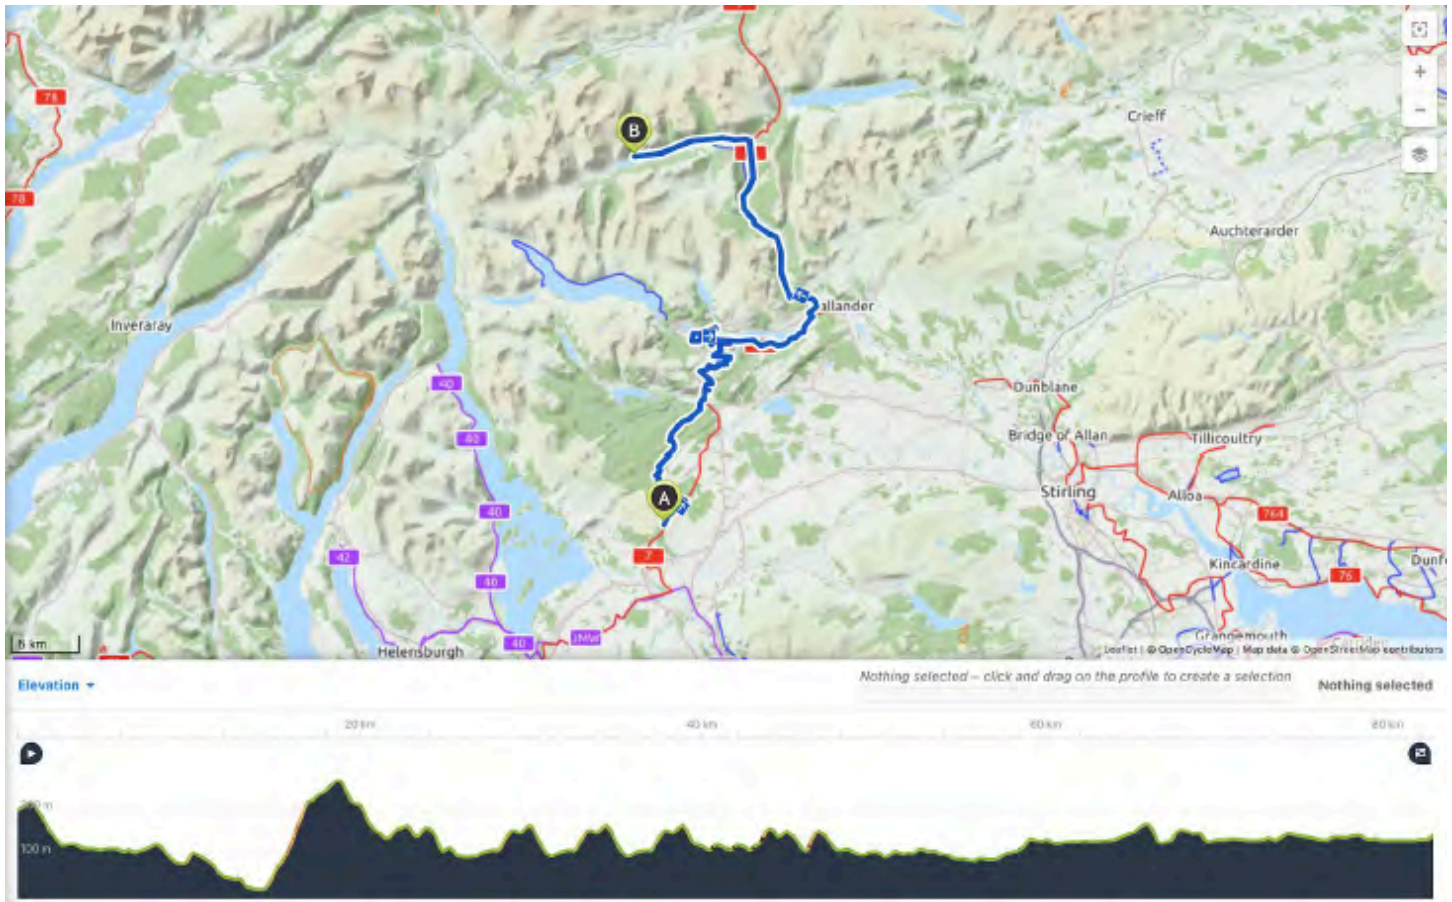 B
78
Crieff
78
Auchterarder
allander
Inveraray
40
Dunblane
40
Bridge of Allan
Tillicoultry
A
Stirling
Alloa
40
764
7
42
Kincardine
40
76
Dunf
JMW
40
Helensburgh
Grangemouth
5 km
Leaflet | © OpenCycleMap | Map data © OpenStreetMap contributors
Elevation
Nothing selected – click and drag on the profile to create a selection
Nothing selected
20 km
40 km
60 km
80 km
100 m